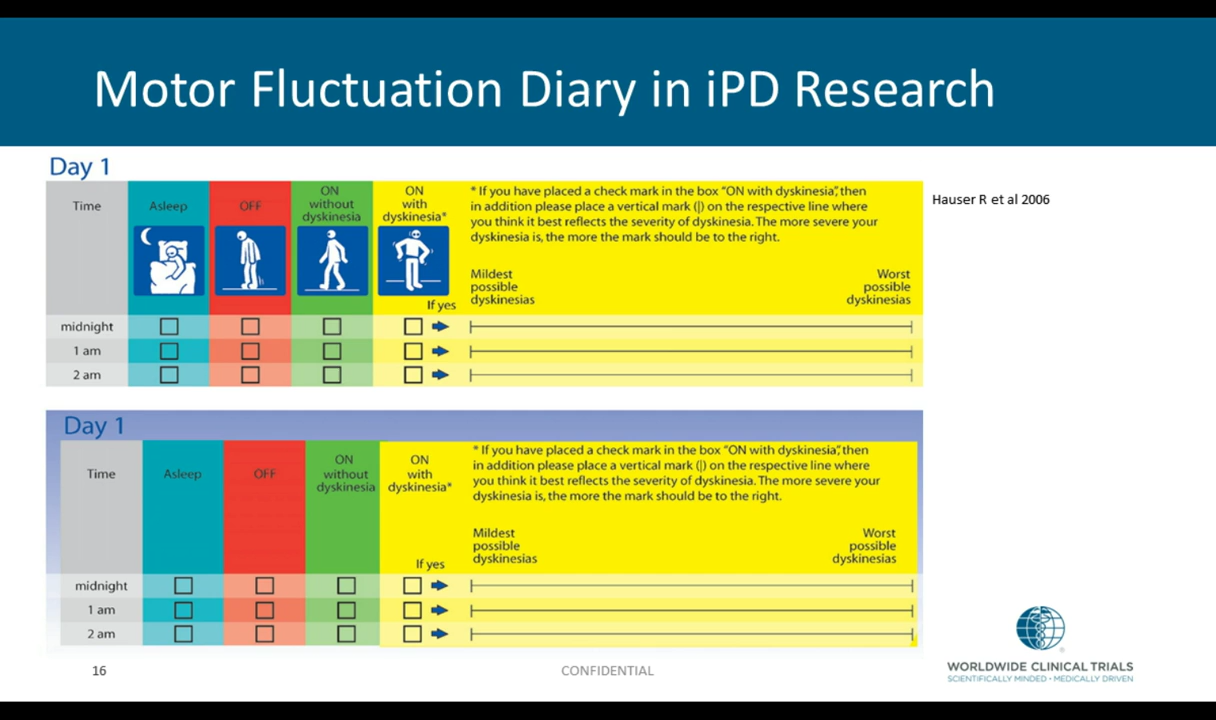 Motor Fluctuation Diary in iPD Research
Day 1
Time
Asleep
OFF
ON
without
dyskinesia
ON
with
dyskinesia*
If yes
* If you have placed a check mark in the box "ON with dyskinesia", then
in addition please place a vertical mark (|) on the respective line where
you think it best reflects the severity of dyskinesia. The more severe your
dyskinesia is, the more the mark should be to the right.
Mildest
possible
dyskinesias
Worst
possible
dyskinesias
midnight
1 am
2 am
Hauser R et al 2006
Day 1
Time
Asleep
OFF
ON
without
dyskinesia
ON
with
dyskinesia*
If yes
* If you have placed a check mark in the box "ON with dyskinesia", then
in addition please place a vertical mark (|) on the respective line where
you think it best reflects the severity of dyskinesia. The more severe your
dyskinesia is, the more the mark should be to the right.
Mildest
possible
dyskinesias
Worst
possible
dyskinesias
midnight
1 am
2 am
16
CONFIDENTIAL
WORLDWIDE CLINICAL TRIALS
SCIENTIFICALLY MINDED • MEDICALLY DRIVEN